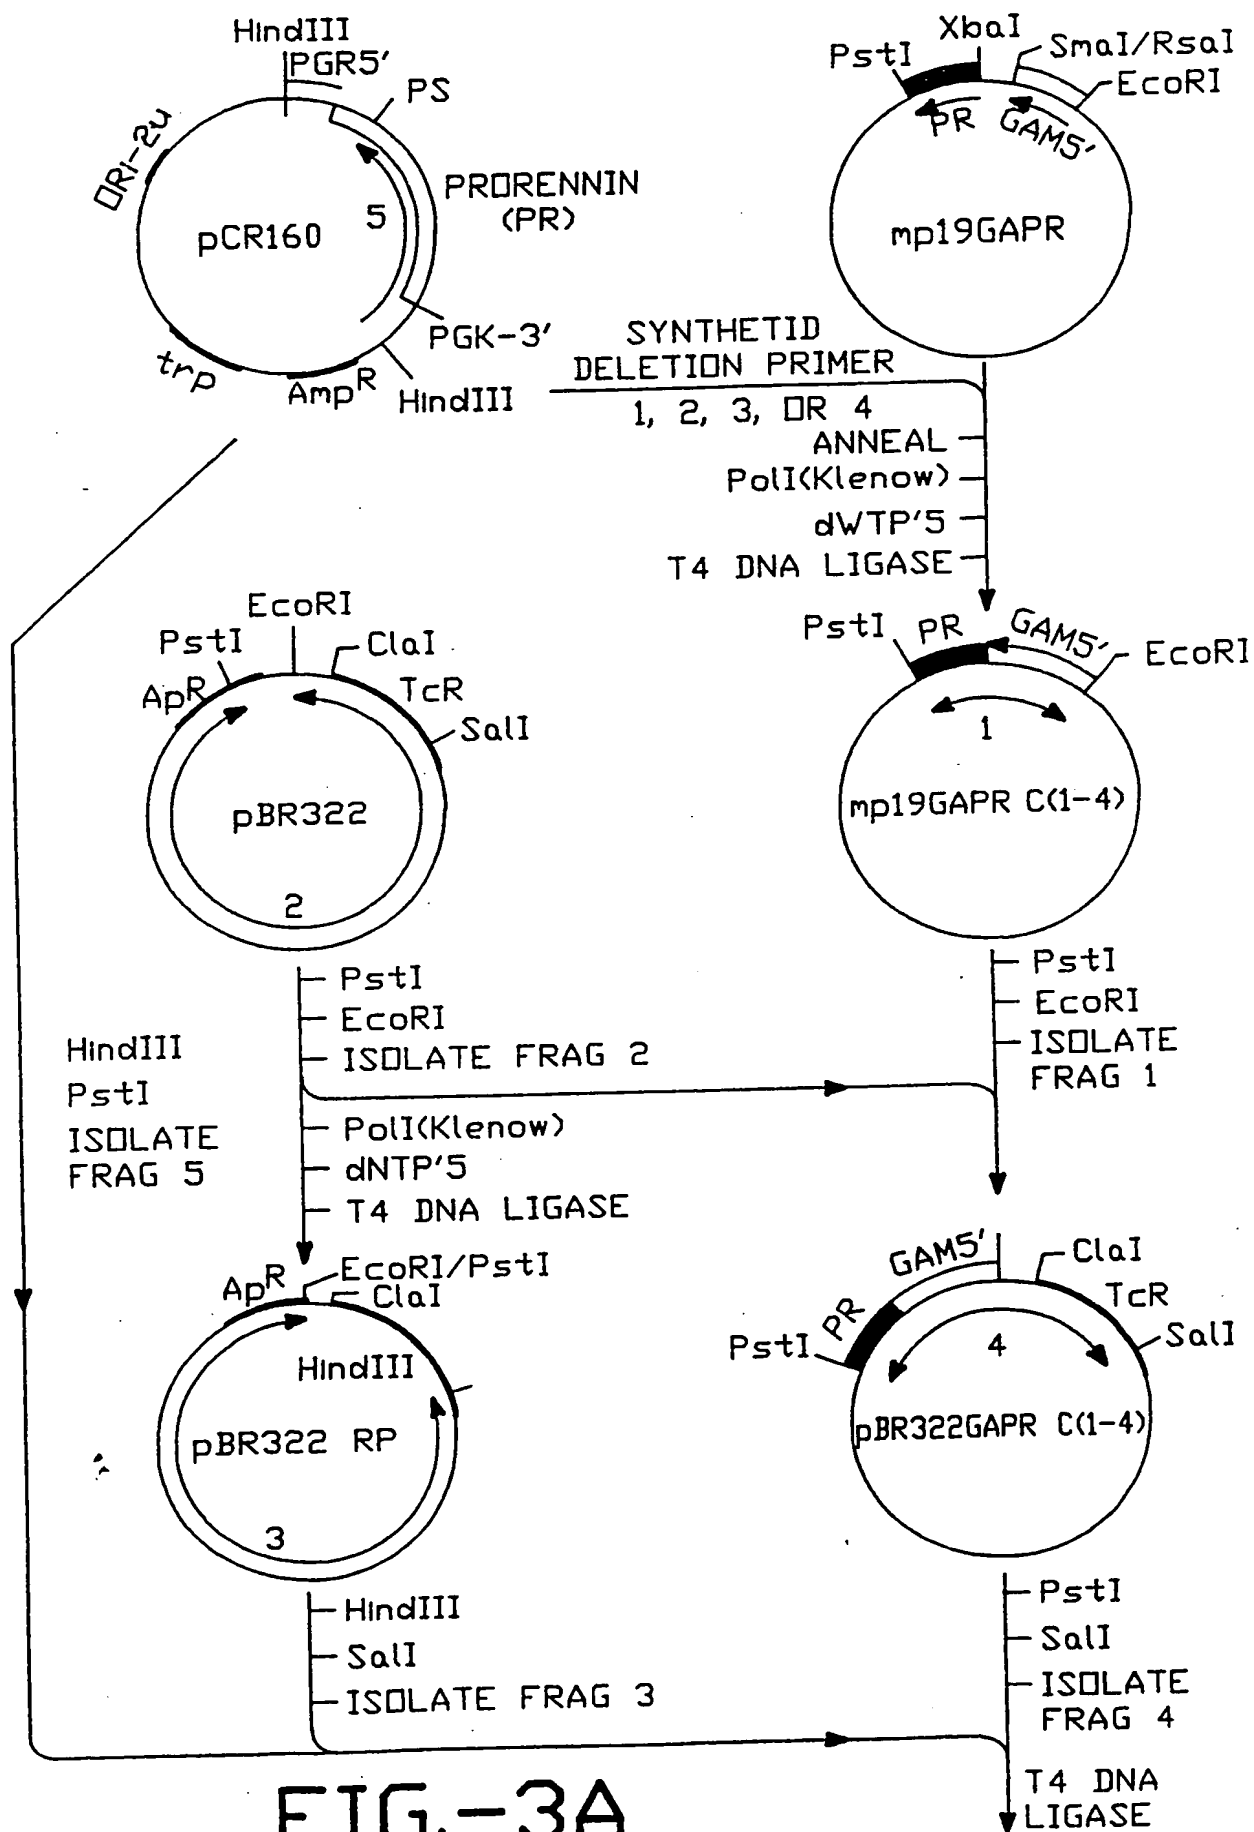 HindIII
PGR5'
PS
ORI-2u
PRORENNIN
(PR)
5
pCR160
PGK-3'
trp
AmpR
HindIII
XbaI
PstI
SmaI/RsaI
EcoRI
PR
GAM5'
mp19GAPR
SYNTHETID
DELETION PRIMER
1, 2, 3, OR 4
ANNEAL
PolI(Klenow)
dWTP'5
T4 DNA LIGASE
EcoRI
PstI
ClaI
ApR
TcR
SalI
pBR322
2
PstI
PR
GAM5'
EcoRI
1
mp19GAPR C(1-4)
PstI
EcoRI
ISOLATE FRAG 2
PstI
EcoRI
ISOLATE
FRAG 1
HindIII
PstI
ISOLATE
FRAG 5
PolI(Klenow)
dNTP'5
T4 DNA LIGASE
ApR
EcoRI/PstI
ClaI
HindIII
pBR322 RP
3
GAM5'
ClaI
PR
TcR
PstI
SalI
4
pBR322GAPR C(1-4)
HindIII
SalI
ISOLATE FRAG 3
PstI
SalI
ISOLATE
FRAG 4
T4 DNA
LIGASE
FIG.-3A